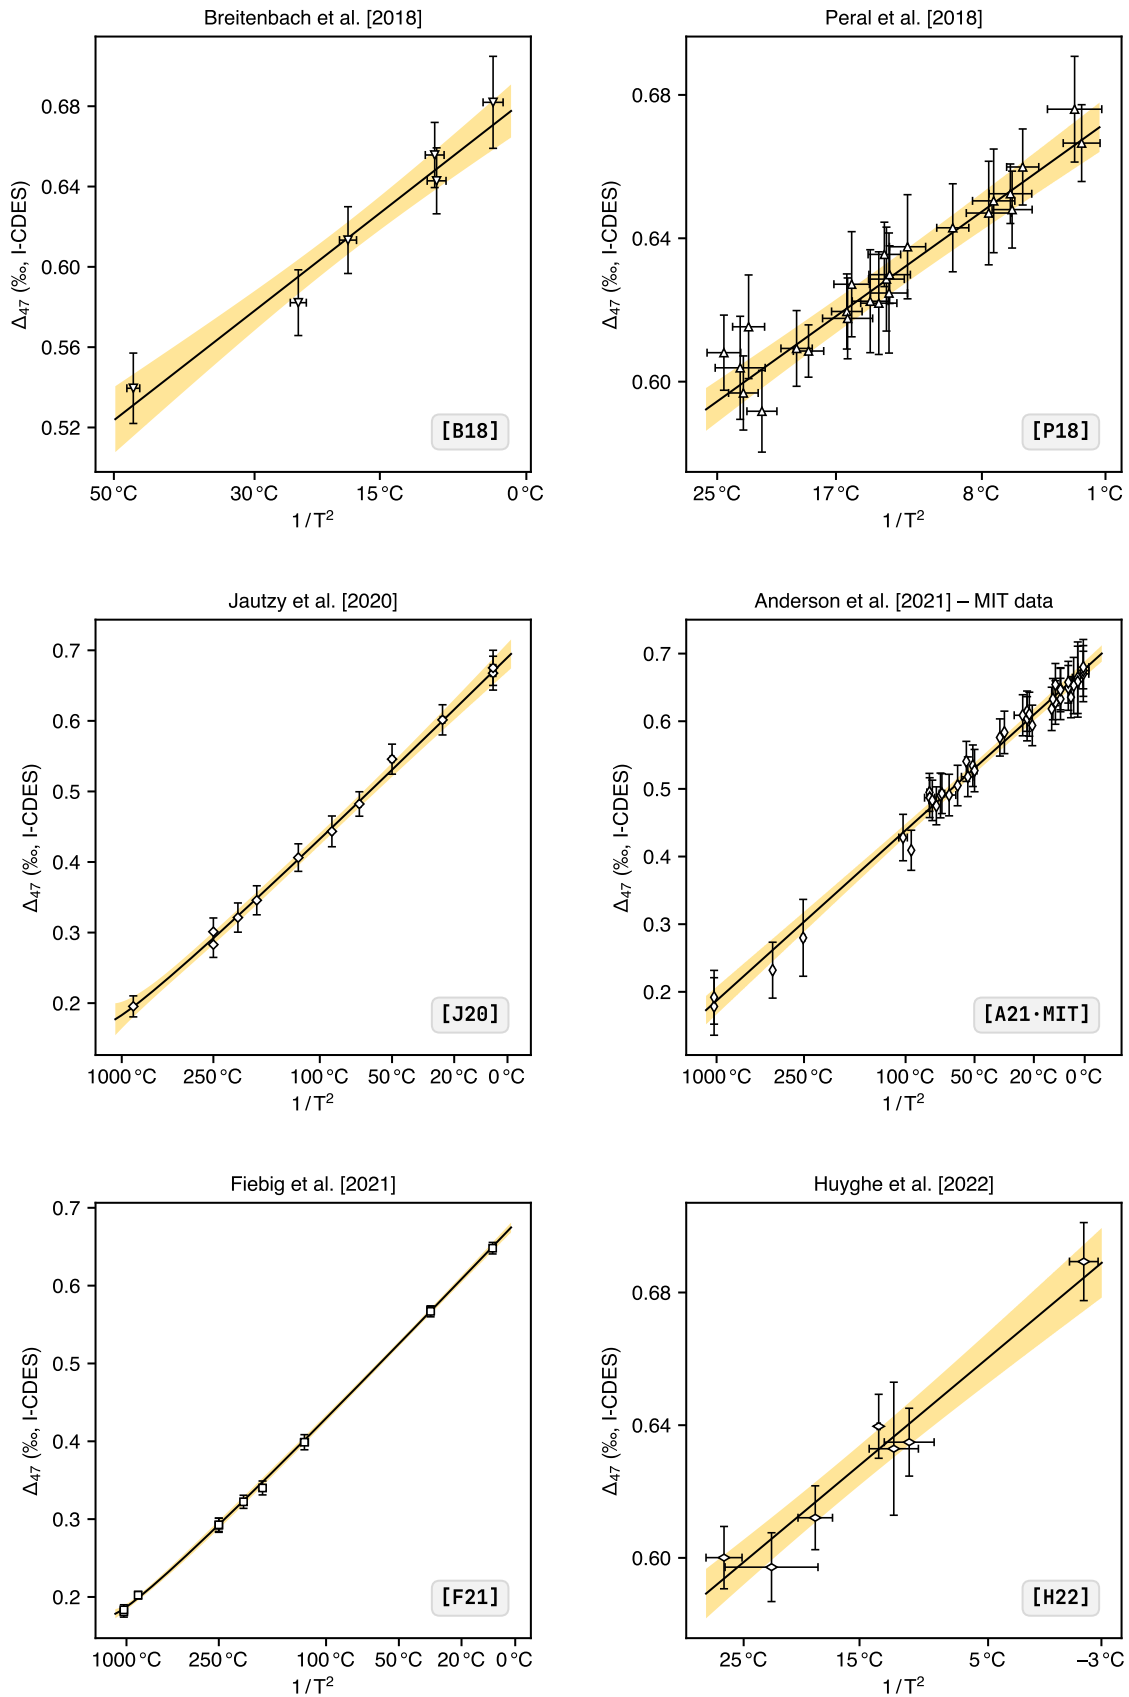 Breitenbach et al. [2018]
0.68
0.64
0.60
0.56
0.52
Δ47 (‰, I-CDES)
[B18]
50 °C 30 °C 15 °C 0 °C
1 / T²
Peral et al. [2018]
0.68
0.64
0.60
Δ47 (‰, I-CDES)
[P18]
25 °C 17 °C 8 °C 1 °C
1 / T²
Jautzy et al. [2020]
0.7
0.6
0.5
0.4
0.3
0.2
Δ47 (‰, I-CDES)
[J20]
1000 °C 250 °C 100 °C 50 °C 20 °C 0 °C
1 / T²
Anderson et al. [2021] – MIT data
0.7
0.6
0.5
0.4
0.3
0.2
Δ47 (‰, I-CDES)
[A21·MIT]
1000 °C 250 °C 100 °C 50 °C 20 °C 0 °C
1 / T²
Fiebig et al. [2021]
0.7
0.6
0.5
0.4
0.3
0.2
Δ47 (‰, I-CDES)
[F21]
1000 °C 250 °C 100 °C 50 °C 20 °C 0 °C
1 / T²
Huyghe et al. [2022]
0.68
0.64
0.60
Δ47 (‰, I-CDES)
[H22]
25 °C 15 °C 5 °C −3 °C
1 / T²